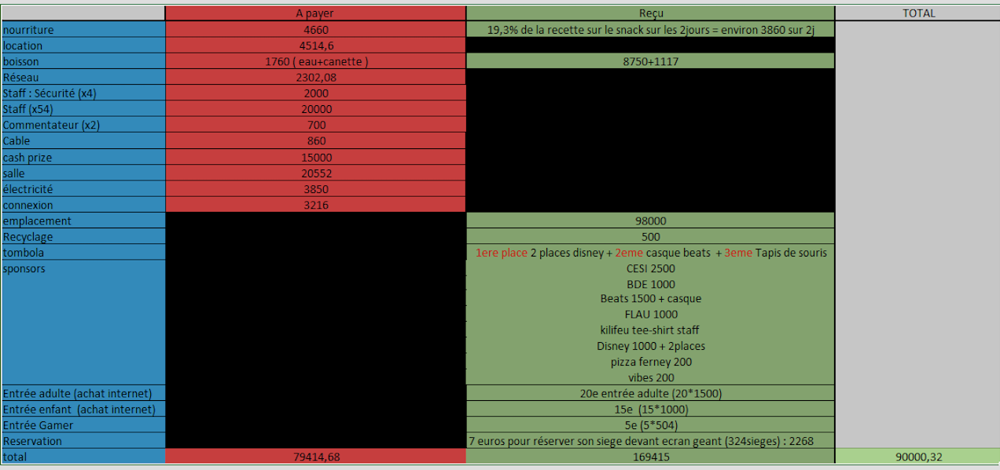 A payer Reçu TOTAL
nourriture 4660 19,3% de la recette sur le snack sur les 2jours = environ 3860 sur 2j
location 4514,6
boisson 1760 ( eau+canette ) 8750+1117
Réseau 2302,08
Staff : Sécurité (x4) 2000
Staff (x54) 20000
Commentateur (x2) 700
Cable 860
cash prize 15000
salle 20552
électricité 3850
connexion 3216
emplacement 98000
Recyclage 500
tombola 1ere place 2 places disney + 2eme casque beats + 3eme Tapis de souris
sponsors CESI 2500
BDE 1000
Beats 1500 + casque
FLAU 1000
kilifeu tee-shirt staff
Disney 1000 + 2places
pizza ferney 200
vibes 200
Entrée adulte (achat internet) 20e entrée adulte (20*1500)
Entrée enfant (achat internet) 15e (15*1000)
Entrée Gamer 5e (5*504)
Reservation 7 euros pour réserver son siege devant ecran geant (324sieges) : 2268
total 79414,68 169415 90000,32